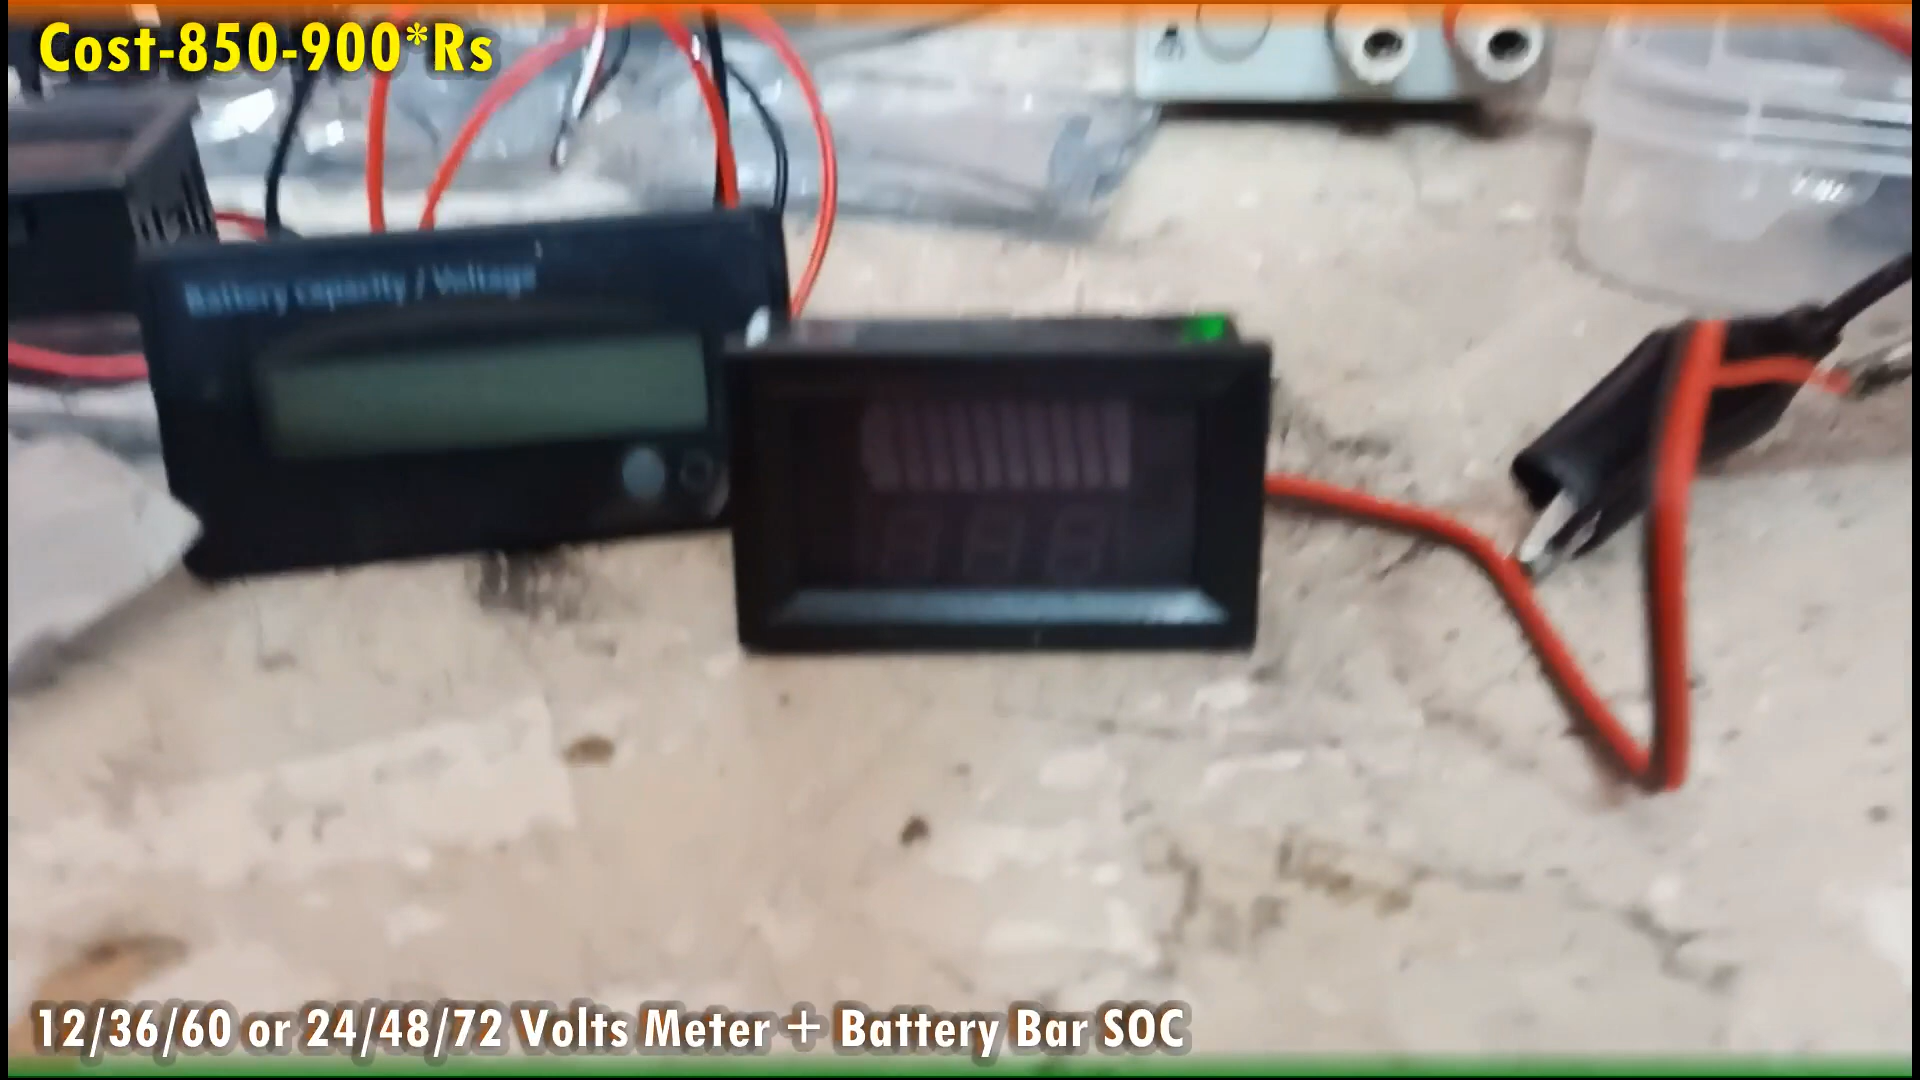 Cost-850-900*Rs
Battery capacity / Voltage
12/36/60 or 24/48/72 Volts Meter + Battery Bar SOC